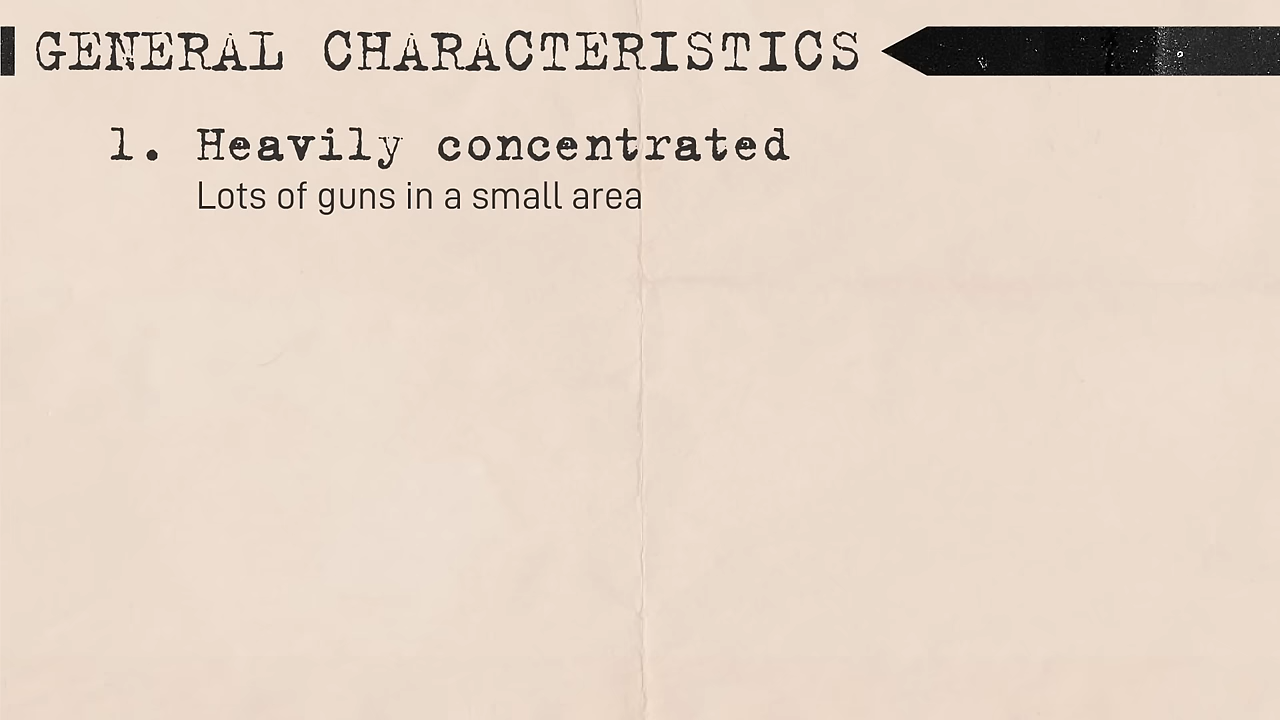 GENERAL CHARACTERISTICS
1. Heavily concentrated
Lots of guns in a small area